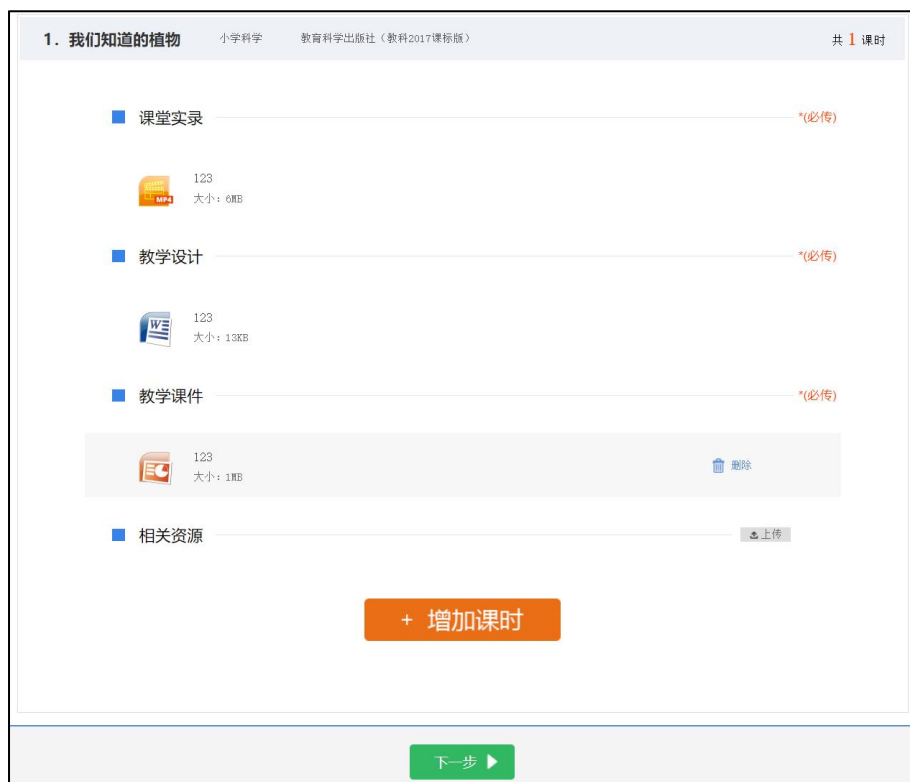 1. 我们知道的植物 小学科学 教育科学出版社（教科2017课标版） 共 1 课时
课堂实录 *(必传)
MP4
123
大小：6MB
教学设计 *(必传)
W
123
大小：13KB
教学课件 *(必传)
123
大小：1MB
删除
相关资源 上传
+ 增加课时
下一步